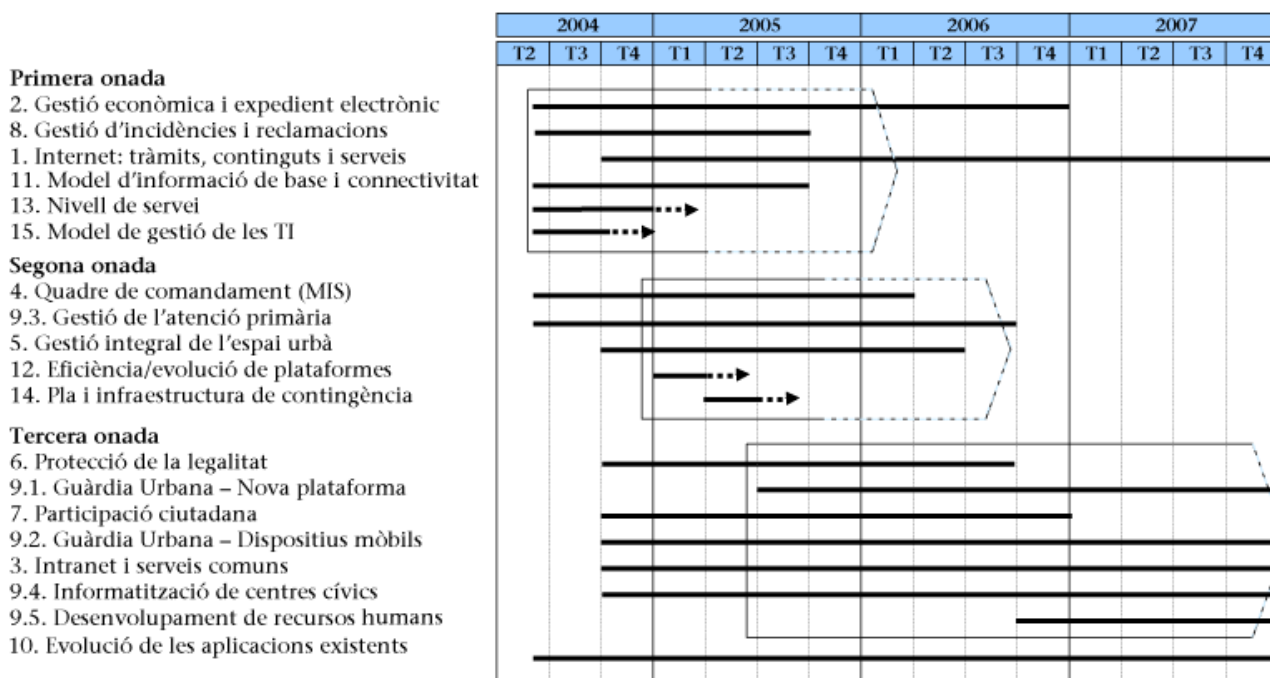 2004 2005 2006 2007
T2 T3 T4 T1 T2 T3 T4 T1 T2 T3 T4 T1 T2 T3 T4
Primera onada
2. Gestió econòmica i expedient electrònic
8. Gestió d'incidències i reclamacions
1. Internet: tràmits, continguts i serveis
11. Model d'informació de base i connectivitat
13. Nivell de servei
15. Model de gestió de les TI
Segona onada
4. Quadre de comandament (MIS)
9.3. Gestió de l'atenció primària
5. Gestió integral de l'espai urbà
12. Eficiència/evolució de plataformes
14. Pla i infraestructura de contingència
Tercera onada
6. Protecció de la legalitat
9.1. Guàrdia Urbana – Nova plataforma
7. Participació ciutadana
9.2. Guàrdia Urbana – Dispositius mòbils
3. Intranet i serveis comuns
9.4. Informatització de centres cívics
9.5. Desenvolupament de recursos humans
10. Evolució de les aplicacions existents